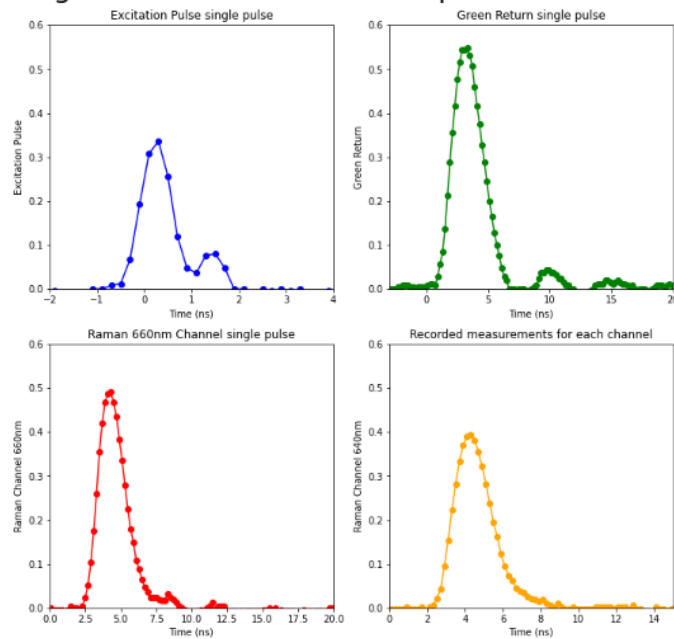 Excitation Pulse single pulse
0.6
0.5
0.4
0.3
0.2
0.1
0.0
Excitation Pulse
−2 −1 0 1 2 3 4
Time (ns)
Green Return single pulse
0.6
0.5
0.4
0.3
0.2
0.1
0.0
Green Return
0 5 10 15 20
Time (ns)
Raman 660nm Channel single pulse
0.6
0.5
0.4
0.3
0.2
0.1
0.0
Raman Channel 660nm
0.0 2.5 5.0 7.5 10.0 12.5 15.0 17.5 20.0
Time (ns)
Recorded measurements for each channel
0.6
0.5
0.4
0.3
0.2
0.1
0.0
Raman Channel 640nm
0 2 4 6 8 10 12 14
Time (ns)